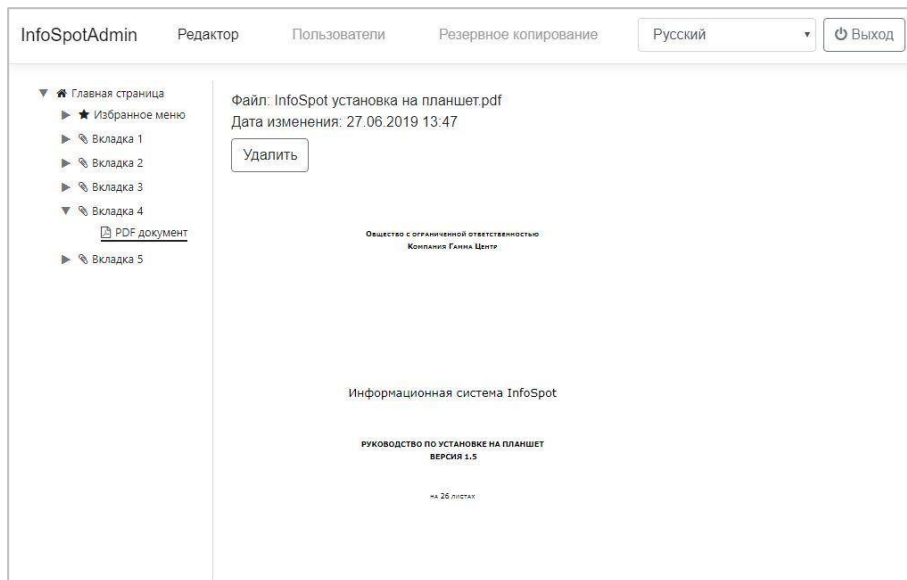 InfoSpotAdmin Редактор Пользователи Резервное копирование Русский Выход
Главная страница
Избранное меню
Вкладка 1
Вкладка 2
Вкладка 3
Вкладка 4
PDF документ
Вкладка 5
Файл: InfoSpot установка на планшет.pdf
Дата изменения: 27.06.2019 13:47
Удалить
Общество с ограниченной ответственностью
Компания Гамма Центр
Информационная система InfoSpot
РУКОВОДСТВО ПО УСТАНОВКЕ НА ПЛАНШЕТ
ВЕРСИЯ 1.5
на 26 листах